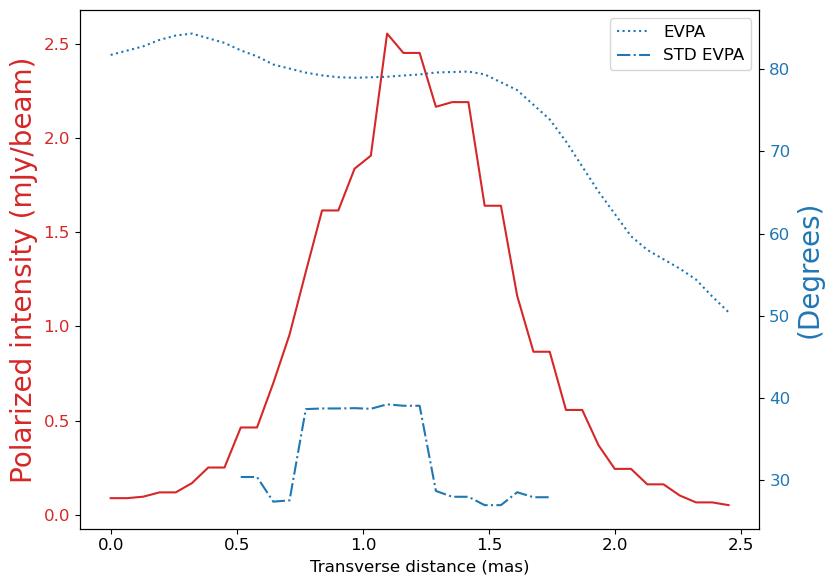 EVPA
STD EVPA
Polarized intensity (mJy/beam)
2.5
2.0
1.5
1.0
0.5
0.0
80
70
60
50
40
30
(Degrees)
0.0 0.5 1.0 1.5 2.0 2.5
Transverse distance (mas)